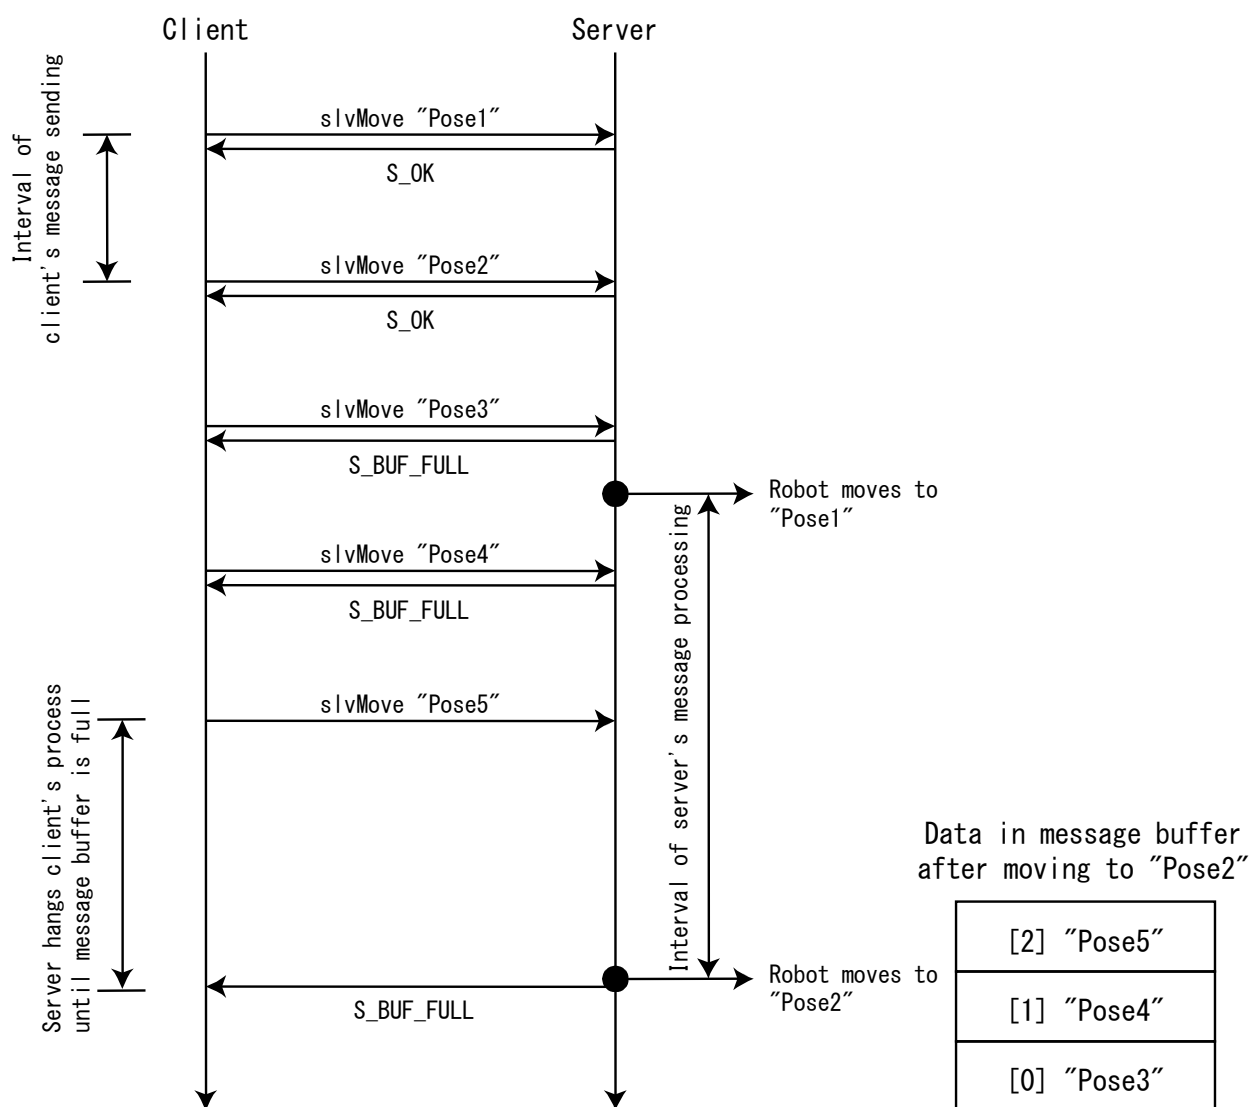 Client
Server
Interval of
client's message sending
slvMove "Pose1"
S_OK
slvMove "Pose2"
S_OK
slvMove "Pose3"
S_BUF_FULL
Robot moves to
"Pose1"
slvMove "Pose4"
S_BUF_FULL
Interval of server's message processing
slvMove "Pose5"
Server hangs client's process
until message buffer is full
S_BUF_FULL
Robot moves to
"Pose2"
Data in message buffer
after moving to "Pose2"
[2] "Pose5"
[1] "Pose4"
[0] "Pose3"